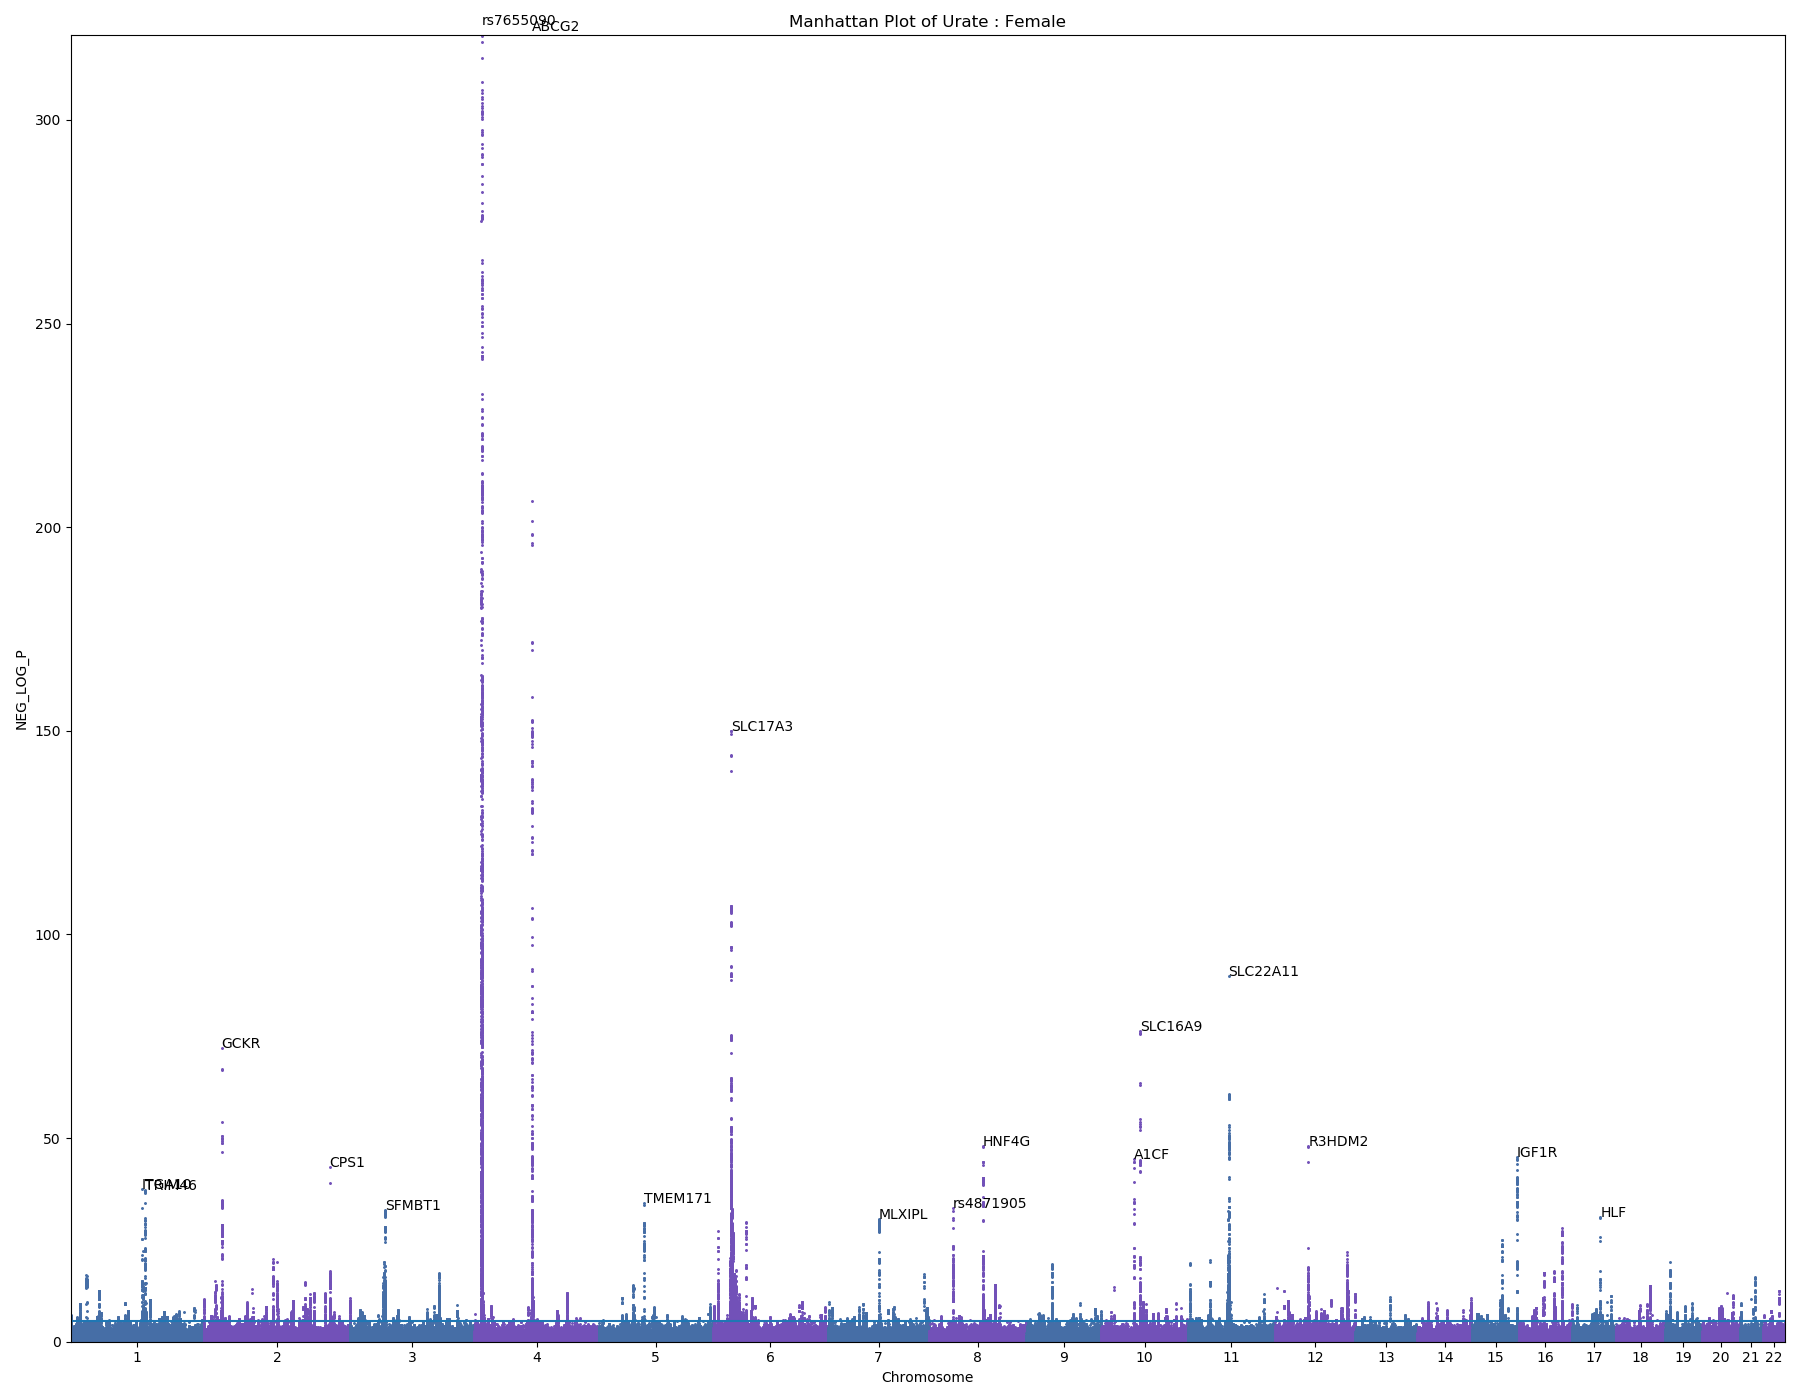 Manhattan Plot of Urate : Female
rs7655090
ABCG2
300
250
200
150
100
50
0
NEG_LOG_P
SLC17A3
SLC22A11
SLC16A9
GCKR
HNF4G
R3HDM2
IGF1R
A1CF
CPS1
TRIM46
TMEM171
rs4871905
SFMBT1
HLF
MLXIPL
1 2 3 4 5 6 7 8 9 10 11 12 13 14 15 16 17 18 19 20 21 22
Chromosome